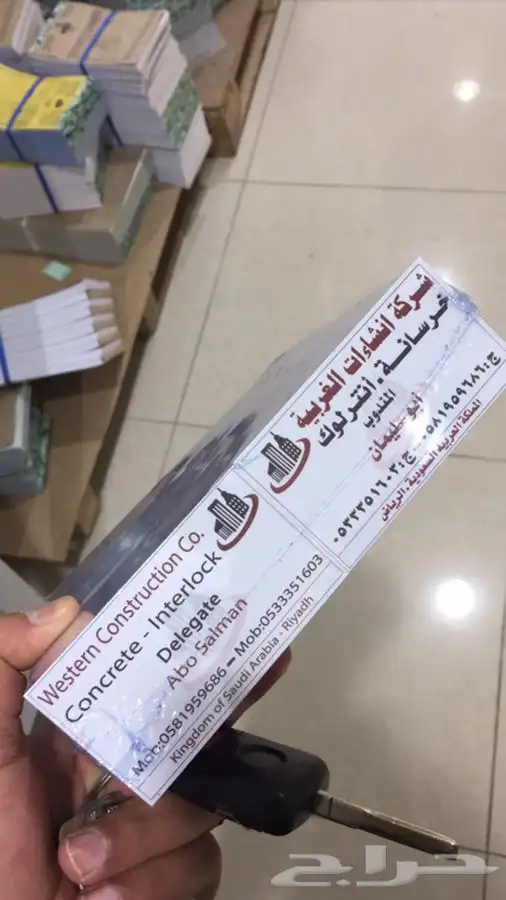 شركة انشاءات الغربية
خرسانة . انترلوك
المندوب
أبو سليمان
ج:٠٥٨١٩٥٩٦٨٦ - ج:٠٥٣٣٣٥١٦٠٣
المملكة العربية السعودية - الرياض
Western Construction Co.
Concrete - Interlock
Delegate
Abo Salman
Mob:0581959686 – Mob:0533351603
Kingdom of Saudi Arabia - Riyadh
حراج